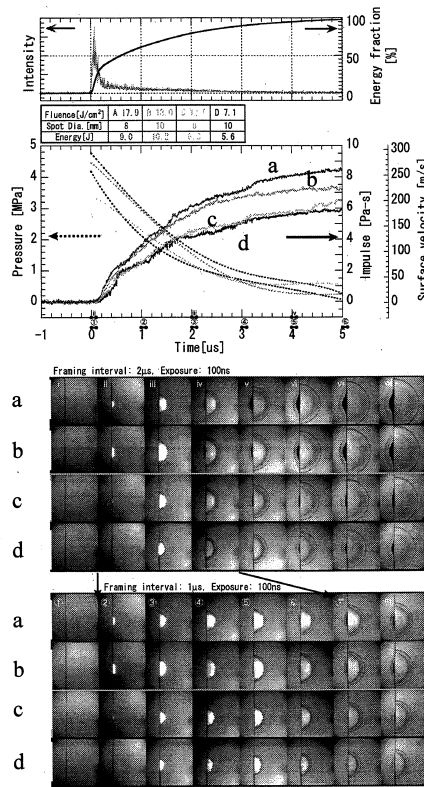 Intensity
100
50
0
Energy fraction
[%]
Fluence[J/cm²] A 17.9 D 7.1
Spot Dia.[mm] 8 10 10
Energy[J] 9.0 5.6
Pressure [MPa]
5
4
3
2
1
0
a
b
c
d
10
8
6
4
2
0
Impulse [Pa-s]
300
250
200
150
100
50
0
Surface velocity [m/s]
-1 0 1 2 3 4 5
Time[us]
Framing interval: 2μs, Exposure: 100ns
a
b
c
d
Framing interval: 1μs, Exposure: 100ns
a
b
c
d